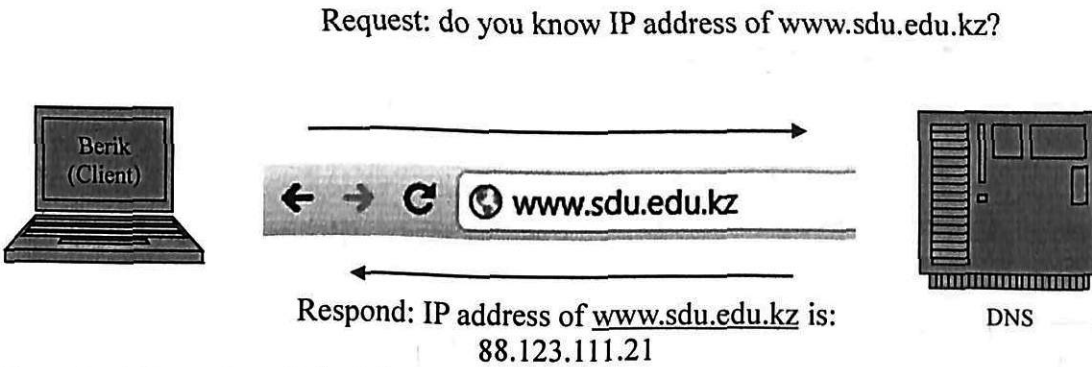 Request: do you know IP address of www.sdu.edu.kz?
Berik
(Client)
www.sdu.edu.kz
Respond: IP address of www.sdu.edu.kz is:
88.123.111.21
DNS